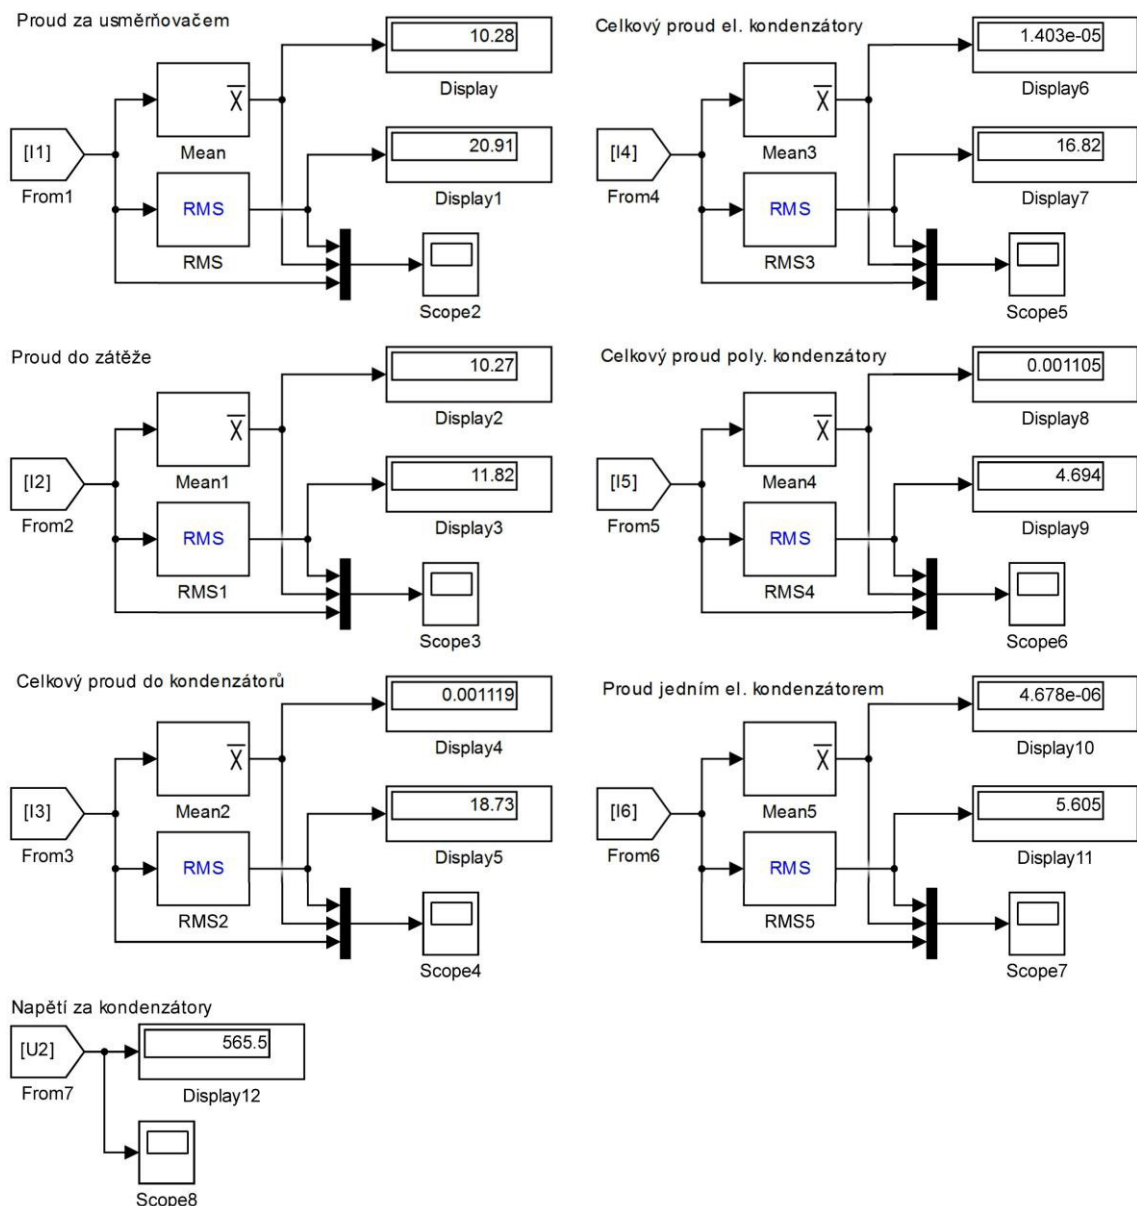 Proud za usměrňovačem
10.28
Display
X
Mean
[I1]
From1
20.91
Display1
RMS
RMS
Scope2
Celkový proud el. kondenzátory
1.403e-05
Display6
X
Mean3
[I4]
From4
16.82
Display7
RMS
RMS3
Scope5
Proud do zátěže
10.27
Display2
X
Mean1
[I2]
From2
11.82
Display3
RMS
RMS1
Scope3
Celkový proud poly. kondenzátory
0.001105
Display8
X
Mean4
[I5]
From5
4.694
Display9
RMS
RMS4
Scope6
Celkový proud do kondenzátorů
0.001119
Display4
X
Mean2
[I3]
From3
18.73
Display5
RMS
RMS2
Scope4
Proud jedním el. kondenzátorem
4.678e-06
Display10
X
Mean5
[I6]
From6
5.605
Display11
RMS
RMS5
Scope7
Napětí za kondenzátory
[U2]
From7
565.5
Display12
Scope8